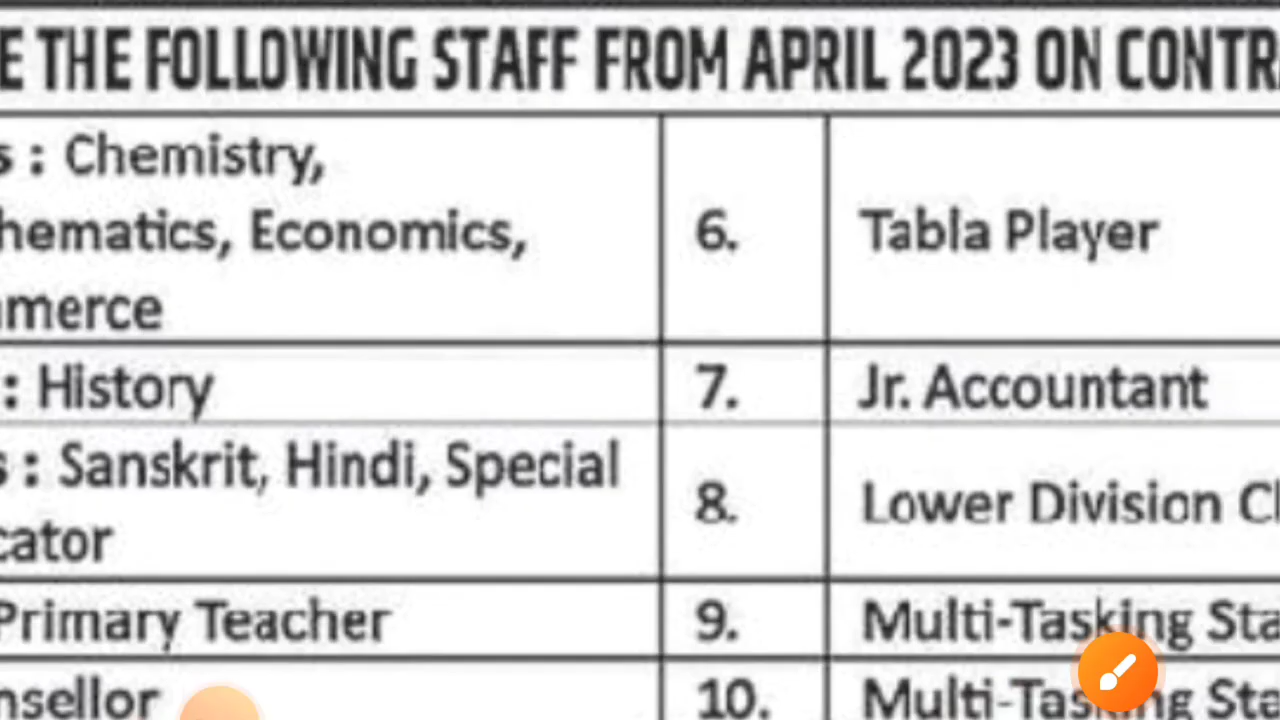 E THE FOLLOWING STAFF FROM APRIL 2023 ON CONTRA
s : Chemistry,
hematics, Economics,
merce
6.
Tabla Player
: History
7.
Jr. Accountant
s : Sanskrit, Hindi, Special
cator
8.
Lower Division Cl
Primary Teacher
9.
Multi-Tasking Sta
nsellor
10.
Multi-Tasking Sta